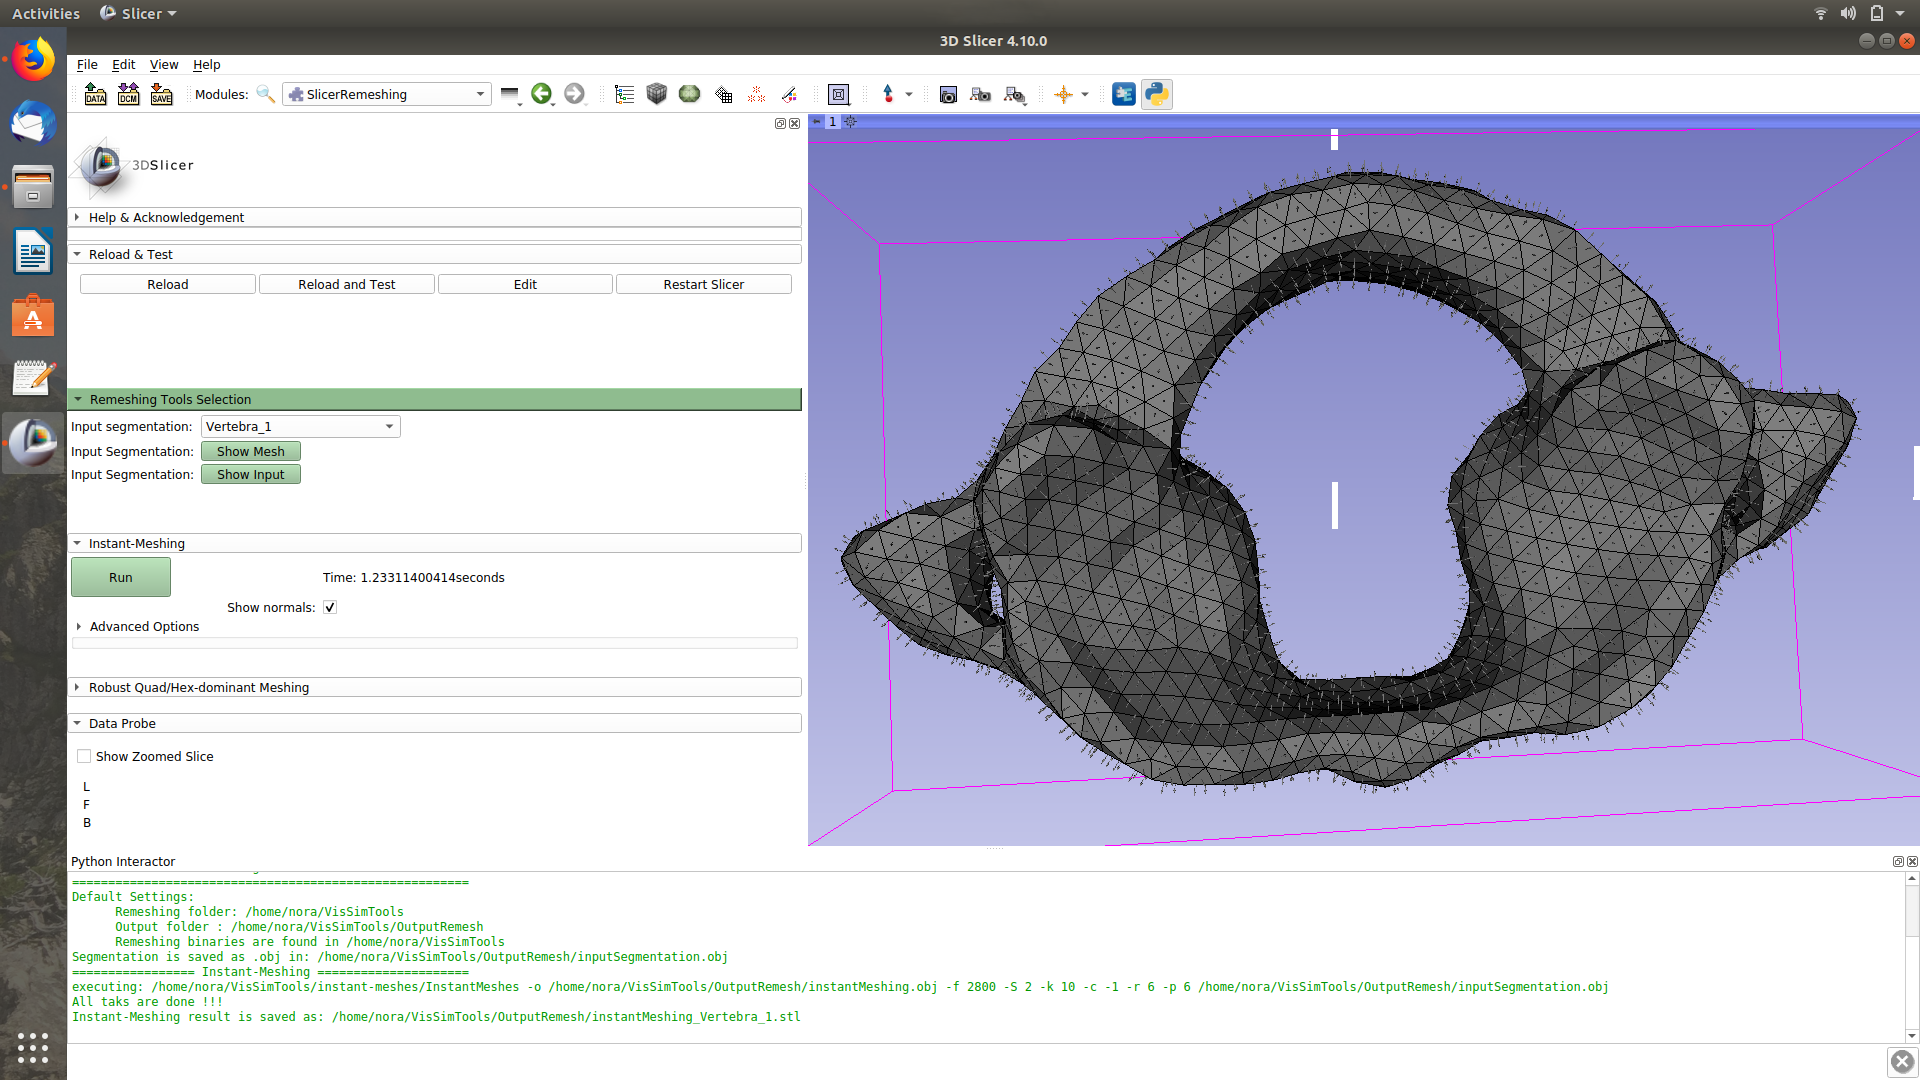 Activities Slicer
3D Slicer 4.10.0
File Edit View Help
DATA DCM SAVE Modules: SlicerRemeshing
1
3DSlicer
Help & Acknowledgement
Reload & Test
Reload Reload and Test Edit Restart Slicer
Remeshing Tools Selection
Input segmentation: Vertebra_1
Input Segmentation: Show Mesh
Input Segmentation: Show Input
Instant-Meshing
Run Time: 1.23311400414seconds
Show normals:
Advanced Options
Robust Quad/Hex-dominant Meshing
Data Probe
Show Zoomed Slice
L
F
B
Python Interactor
=======================================================
Default Settings:
Remeshing folder: /home/nora/VisSimTools
Output folder : /home/nora/VisSimTools/OutputRemesh
Remeshing binaries are found in /home/nora/VisSimTools
Segmentation is saved as .obj in: /home/nora/VisSimTools/OutputRemesh/inputSegmentation.obj
================= Instant-Meshing =====================
executing: /home/nora/VisSimTools/instant-meshes/InstantMeshes -o /home/nora/VisSimTools/OutputRemesh/instantMeshing.obj -f 2800 -S 2 -k 10 -c -1 -r 6 -p 6 /home/nora/VisSimTools/OutputRemesh/inputSegmentation.obj
All taks are done !!!
Instant-Meshing result is saved as: /home/nora/VisSimTools/OutputRemesh/instantMeshing_Vertebra_1.stl